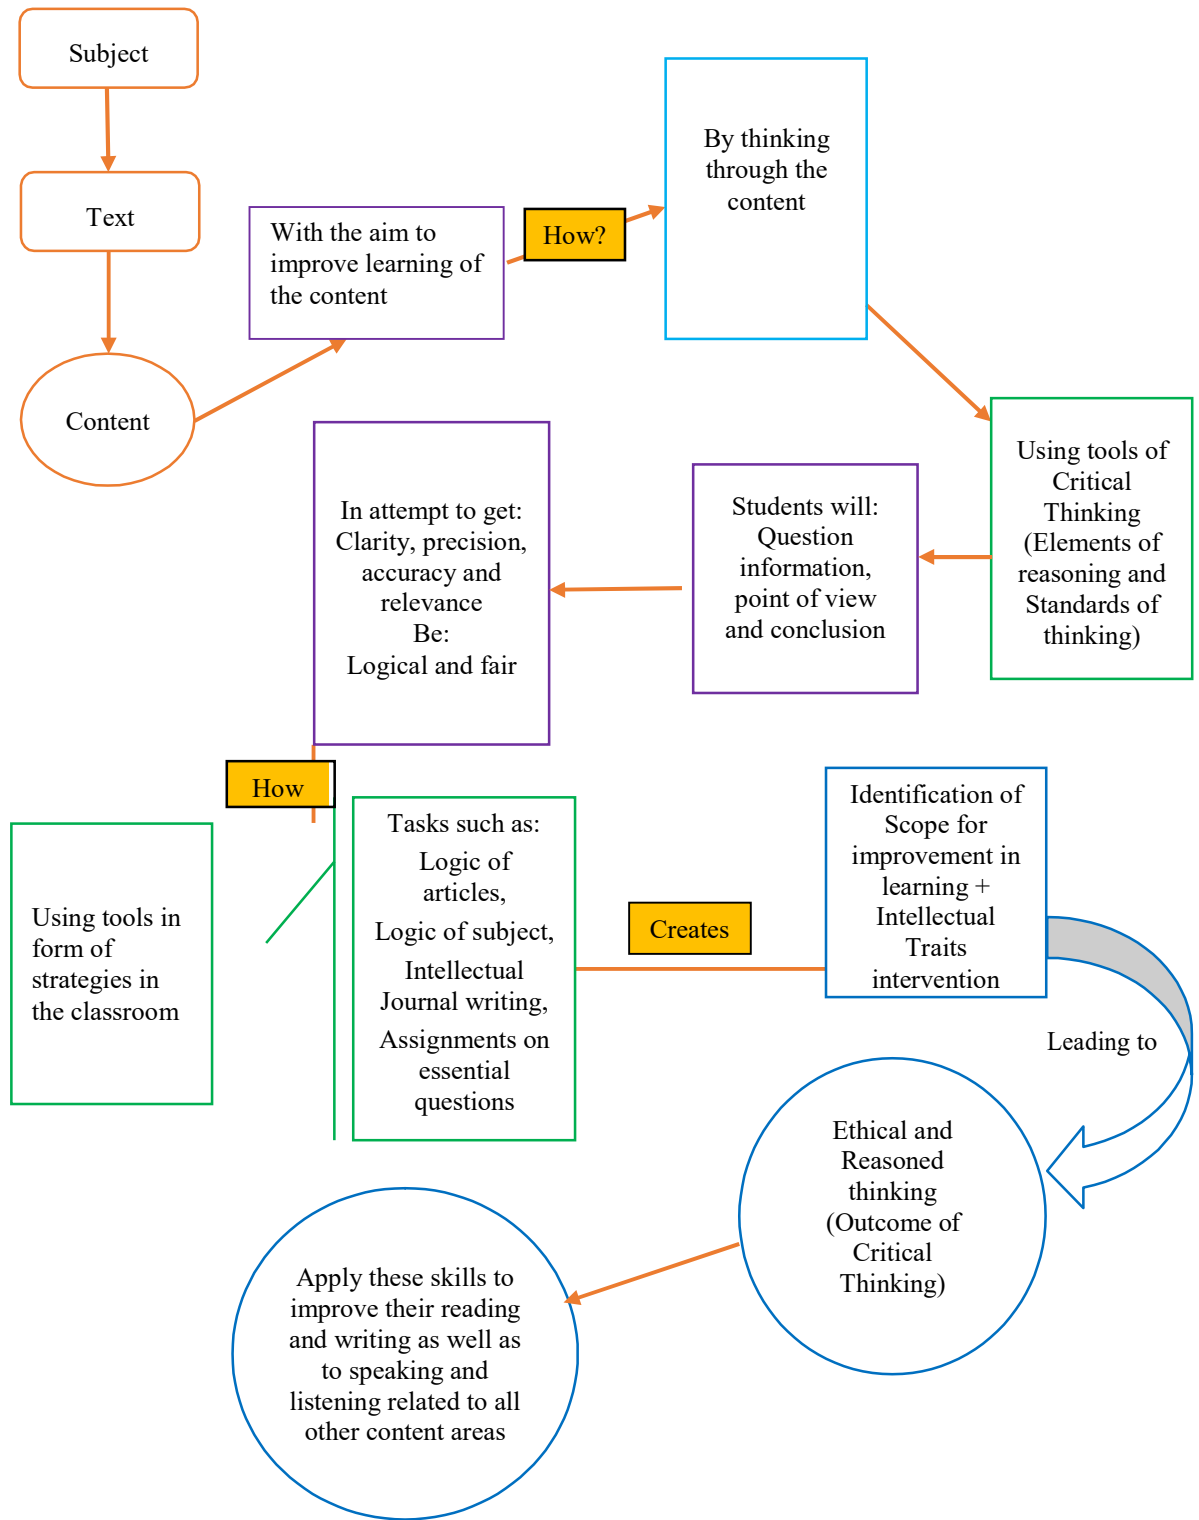 Subject
Text
Content
With the aim to
improve learning of
the content
How?
By thinking
through the
content
Using tools of
Critical
Thinking
(Elements of
reasoning and
Standards of
thinking)
Students will:
Question
information,
point of view
and conclusion
In attempt to get:
Clarity, precision,
accuracy and
relevance
Be:
Logical and fair
How
Using tools in
form of
strategies in
the classroom
Tasks such as:
Logic of
articles,
Logic of subject,
Intellectual
Journal writing,
Assignments on
essential
questions
Creates
Identification of
Scope for
improvement in
learning +
Intellectual
Traits
intervention
Leading to
Ethical and
Reasoned
thinking
(Outcome of
Critical
Thinking)
Apply these skills to
improve their reading
and writing as well as
to speaking and
listening related to all
other content areas